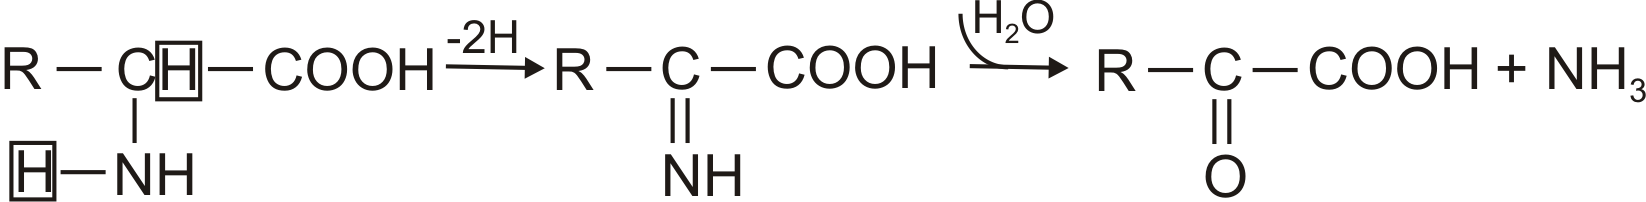 R — CH — COOH -2H R — C — COOH H₂O R — C — COOH + NH₃
H — NH NH O